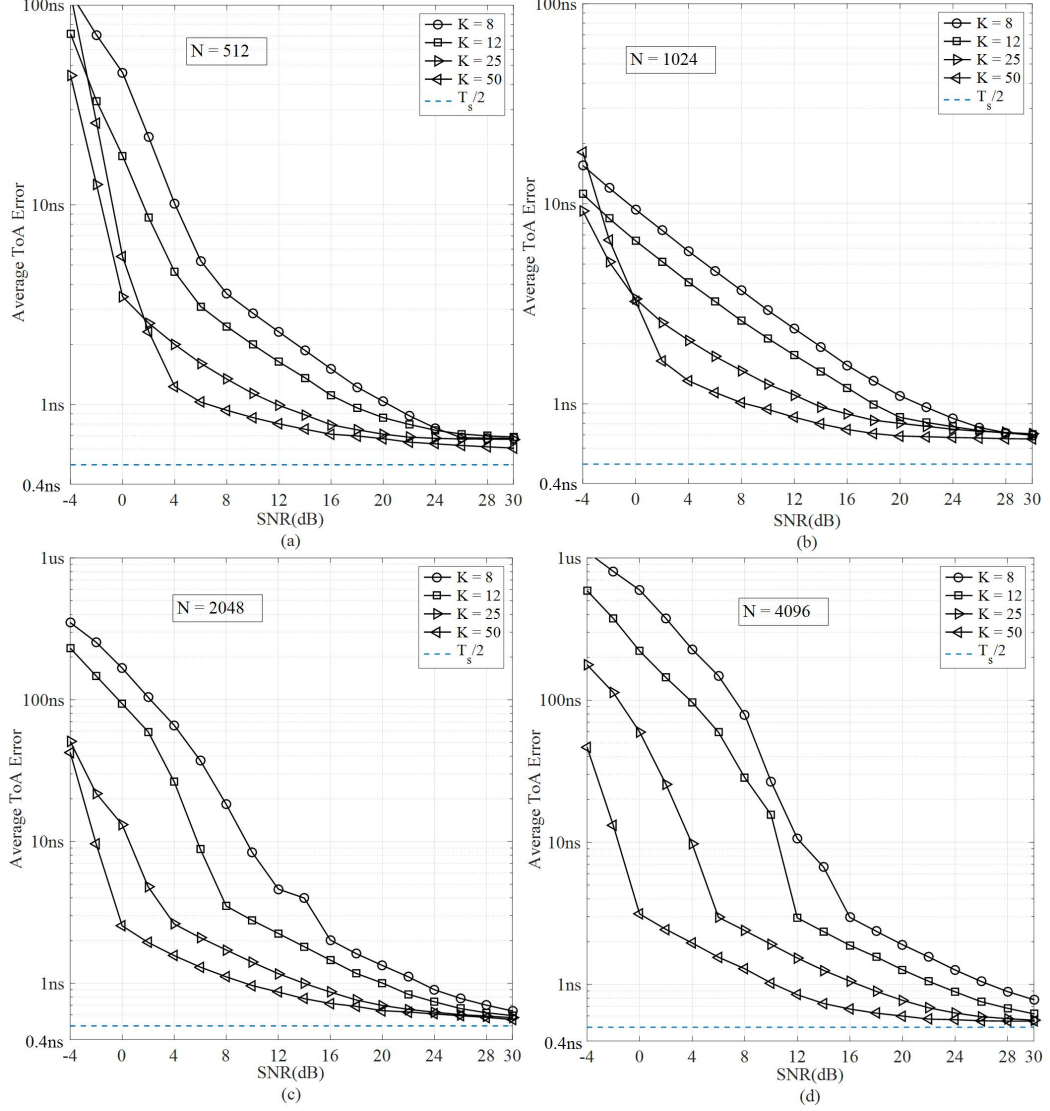 100ns
10ns
1ns
0.4ns
Average ToA Error
N = 512
K = 8
K = 12
K = 25
K = 50
T_s/2
-4 0 4 8 12 16 20 24 28 30
SNR(dB)
(a)
100ns
10ns
1ns
0.4ns
Average ToA Error
N = 1024
K = 8
K = 12
K = 25
K = 50
T_s/2
-4 0 4 8 12 16 20 24 28 30
SNR(dB)
(b)
1us
100ns
10ns
1ns
0.4ns
Average ToA Error
N = 2048
K = 8
K = 12
K = 25
K = 50
T_s/2
-4 0 4 8 12 16 20 24 28 30
SNR(dB)
(c)
1us
100ns
10ns
1ns
0.4ns
Average ToA Error
N = 4096
K = 8
K = 12
K = 25
K = 50
T_s/2
-4 0 4 8 12 16 20 24 28 30
SNR(dB)
(d)